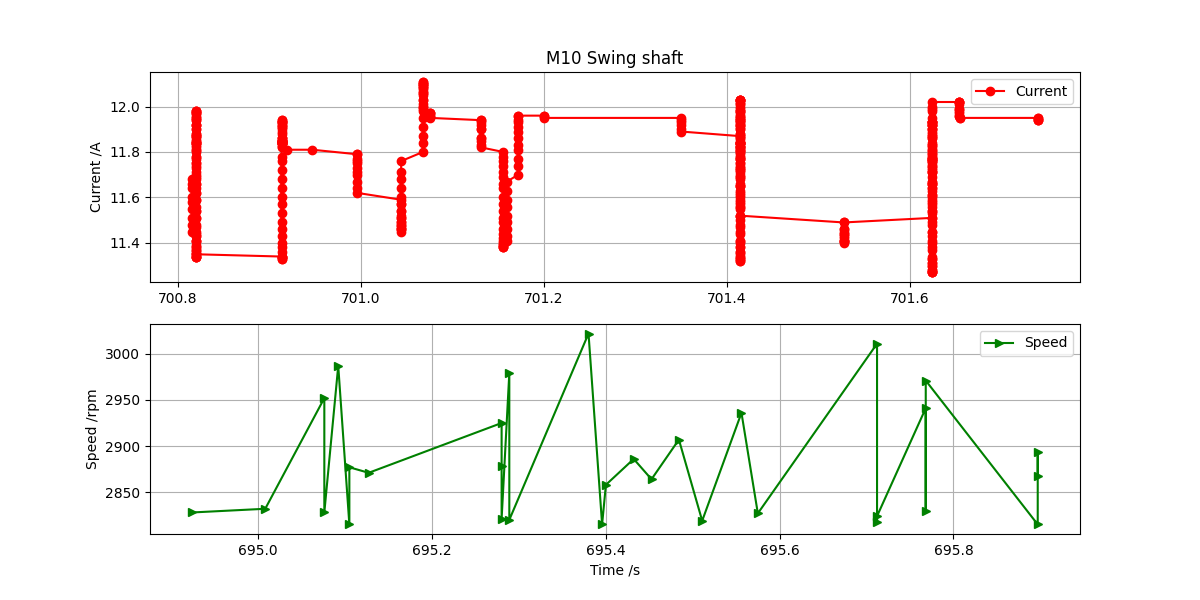 M10 Swing shaft
Current /A
12.0
11.8
11.6
11.4
Current
700.8 701.0 701.2 701.4 701.6
Speed /rpm
3000
2950
2900
2850
Speed
695.0 695.2 695.4 695.6 695.8
Time /s